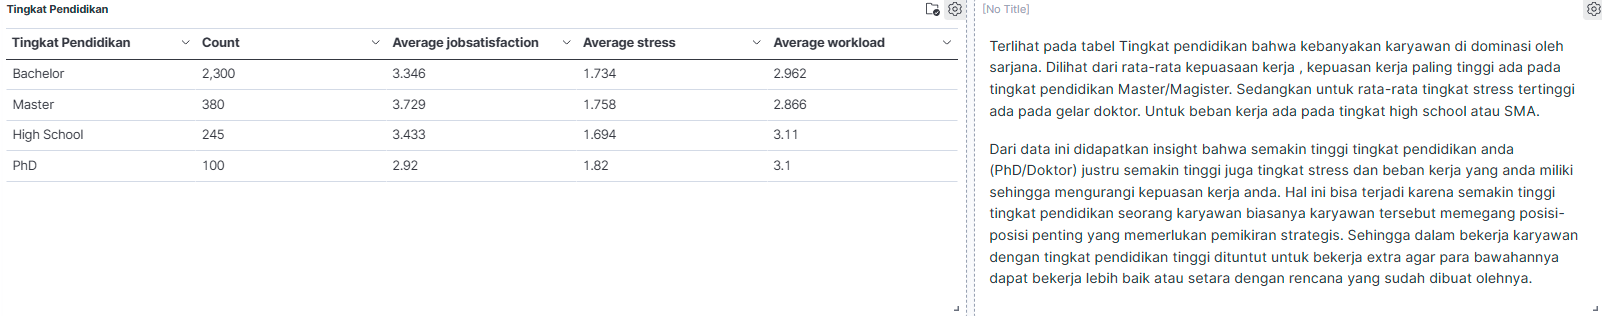 Tingkat Pendidikan
Tingkat Pendidikan Count Average jobsatisfaction Average stress Average workload
Bachelor 2,300 3.346 1.734 2.962
Master 380 3.729 1.758 2.866
High School 245 3.433 1.694 3.11
PhD 100 2.92 1.82 3.1
[No Title]
Terlihat pada tabel Tingkat pendidikan bahwa kebanyakan karyawan di dominasi oleh
sarjana. Dilihat dari rata-rata kepuasaan kerja , kepuasan kerja paling tinggi ada pada
tingkat pendidikan Master/Magister. Sedangkan untuk rata-rata tingkat stress tertinggi
ada pada gelar doktor. Untuk beban kerja ada pada tingkat high school atau SMA.
Dari data ini didapatkan insight bahwa semakin tinggi tingkat pendidikan anda
(PhD/Doktor) justru semakin tinggi juga tingkat stress dan beban kerja yang anda miliki
sehingga mengurangi kepuasan kerja anda. Hal ini bisa terjadi karena semakin tinggi
tingkat pendidikan seorang karyawan biasanya karyawan tersebut memegang posisi-
posisi penting yang memerlukan pemikiran strategis. Sehingga dalam bekerja karyawan
dengan tingkat pendidikan tinggi dituntut untuk bekerja extra agar para bawahannya
dapat bekerja lebih baik atau setara dengan rencana yang sudah dibuat olehnya.